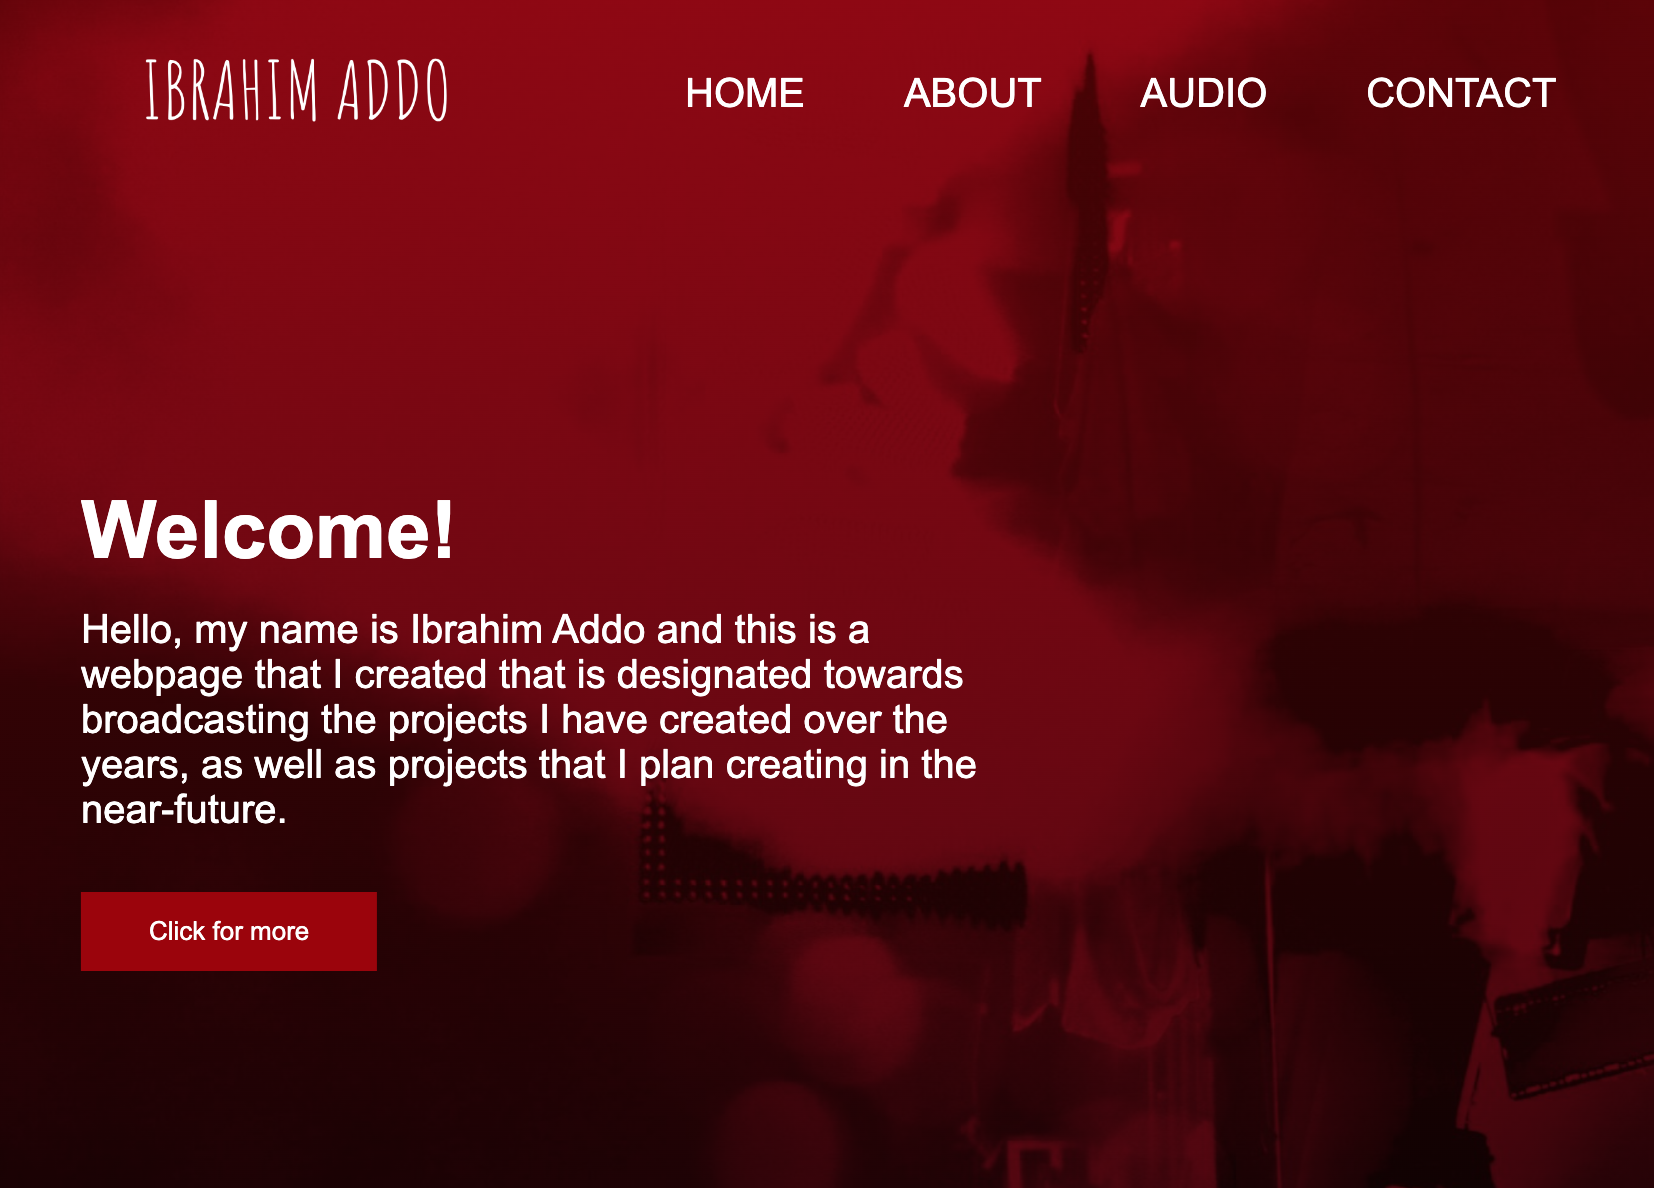 IBRAHIM ADDO
HOME ABOUT AUDIO CONTACT
Welcome!
Hello, my name is Ibrahim Addo and this is a
webpage that I created that is designated towards
broadcasting the projects I have created over the
years, as well as projects that I plan creating in the
near-future.
Click for more